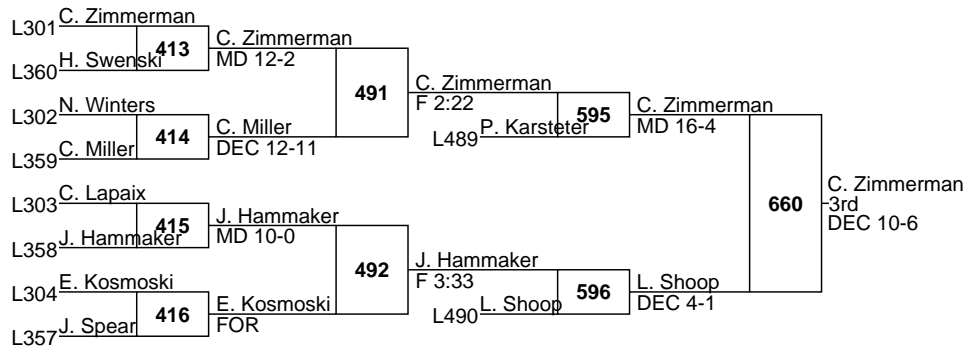 C. Zimmerman
L301
413
C. Zimmerman
MD 12-2
H. Swenski
L360
491
C. Zimmerman
F 2:22
N. Winters
L302
414
C. Miller
DEC 12-11
C. Miller
L359
P. Karsteter
L489
595
C. Zimmerman
MD 16-4
C. Lapaix
L303
415
J. Hammaker
MD 10-0
J. Hammaker
L358
492
J. Hammaker
F 3:33
E. Kosmoski
L304
416
E. Kosmoski
FOR
J. Spear
L357
L. Shoop
L490
596
L. Shoop
DEC 4-1
660
C. Zimmerman
3rd
DEC 10-6